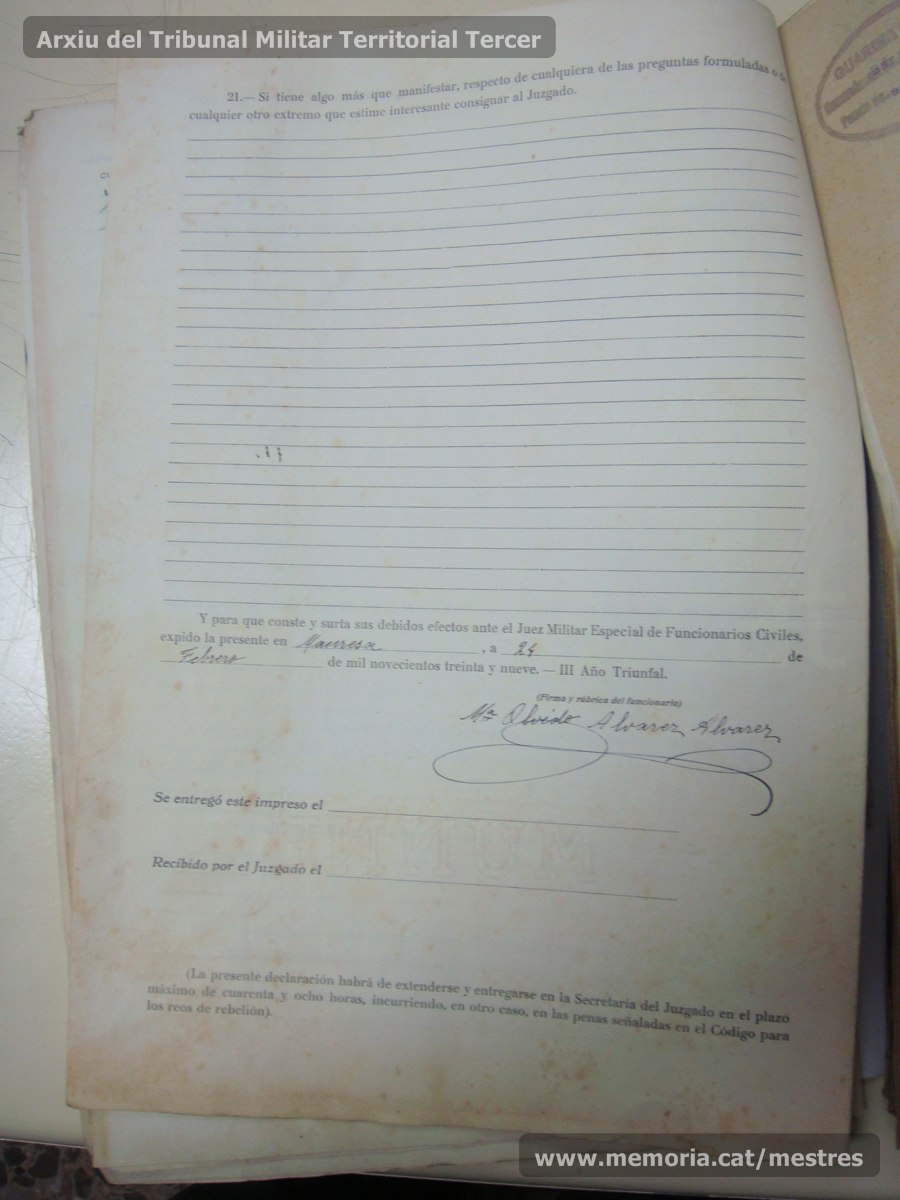 Arxiu del Tribunal Militar Territorial Tercer
GUARDIA
21.— Si tiene algo más que manifestar, respecto de cualquiera de las preguntas formuladas o de
cualquier otro extremo que estime interesante consignar al Juzgado.
Y para que conste y surta sus debidos efectos ante el Juez Militar Especial de Funcionarios Civiles,
expido la presente en Manresa, a 24 de
Febrero de mil novecientos treinta y nueve. — III Año Triunfal.
(Firma y rúbrica del funcionario)
Mª Olvido Alvarez Alvarez
Se entregó este impreso el
Recibido por el Juzgado el
(La presente declaración habrá de extenderse y entregarse en la Secretaría del Juzgado en el plazo
máximo de cuarenta y ocho horas, incurriendo, en otro caso, en las penas señaladas en el Código para
los reos de rebelión).
www.memoria.cat/mestres